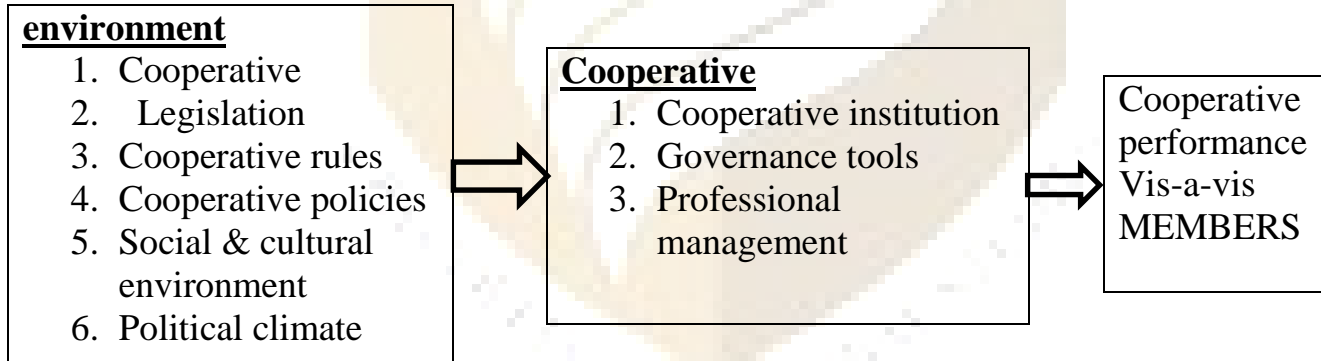 environment
1. Cooperative
2. Legislation
3. Cooperative rules
4. Cooperative policies
5. Social & cultural
environment
6. Political climate
Cooperative
1. Cooperative institution
2. Governance tools
3. Professional
management
Cooperative
performance
Vis-a-vis
MEMBERS